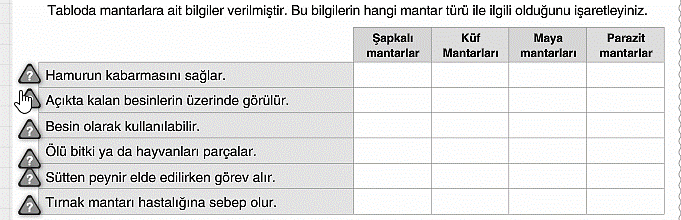 Tabloda mantarlara ait bilgiler verilmiştir. Bu bilgilerin hangi mantar türü ile ilgili olduğunu işaretleyiniz.
Şapkalı mantarlar
Küf Mantarları
Maya mantarları
Parazit mantarlar
? Hamurun kabarmasını sağlar.
? Açıkta kalan besinlerin üzerinde görülür.
? Besin olarak kullanılabilir.
? Ölü bitki ya da hayvanları parçalar.
? Sütten peynir elde edilirken görev alır.
? Tırnak mantarı hastalığına sebep olur.